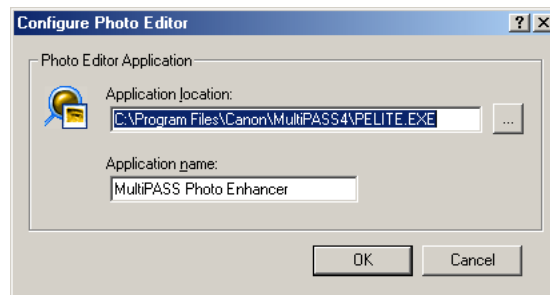 Configure Photo Editor
Photo Editor Application
Application location:
C:\Program Files\Canon\MultiPASS4\PELITE.EXE
...
Application name:
MultiPASS Photo Enhancer
OK Cancel